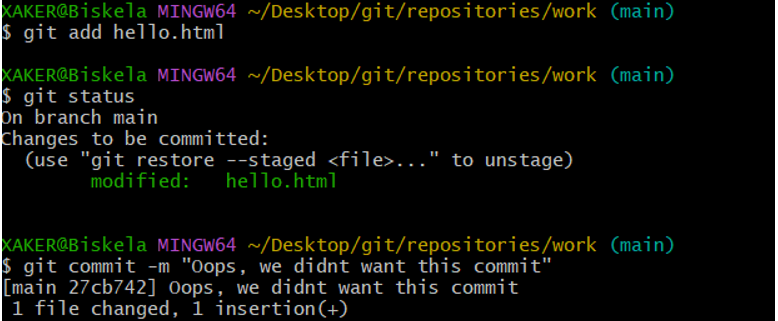 XAKER@Biskela MINGW64 ~/Desktop/git/repositories/work (main)
$ git add hello.html
XAKER@Biskela MINGW64 ~/Desktop/git/repositories/work (main)
$ git status
On branch main
Changes to be committed:
  (use "git restore --staged <file>..." to unstage)
        modified:   hello.html
XAKER@Biskela MINGW64 ~/Desktop/git/repositories/work (main)
$ git commit -m "Oops, we didnt want this commit"
[main 27cb742] Oops, we didnt want this commit
 1 file changed, 1 insertion(+)